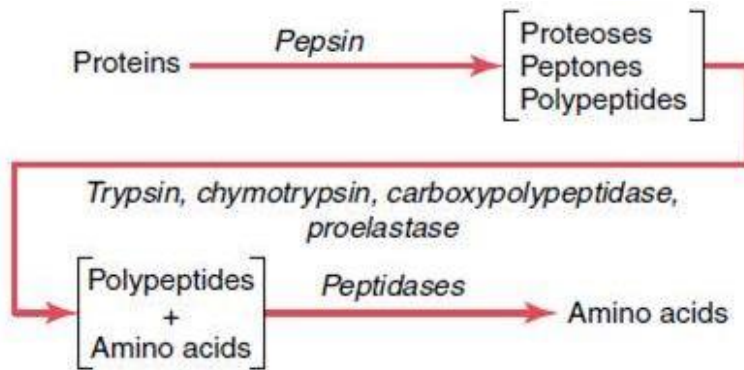 Pepsin
Proteins
Proteoses
Peptones
Polypeptides
Trypsin, chymotrypsin, carboxypolypeptidase,
proelastase
Polypeptides
+
Amino acids
Peptidases
Amino acids